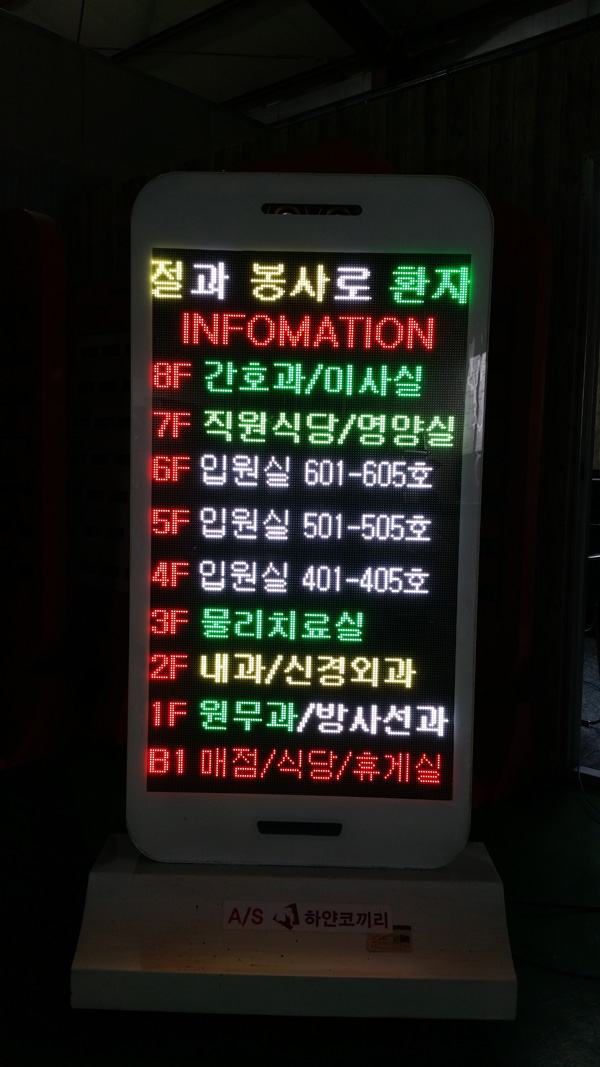 절과 봉사로 환자
INFOMATION
8F 간호과/이사실
7F 직원식당/영양실
6F 입원실 601-605호
5F 입원실 501-505호
4F 입원실 401-405호
3F 물리치료실
2F 내과/신경외과
1F 원무과/방사선과
B1 매점/식당/휴게실
A/S 하얀코끼리